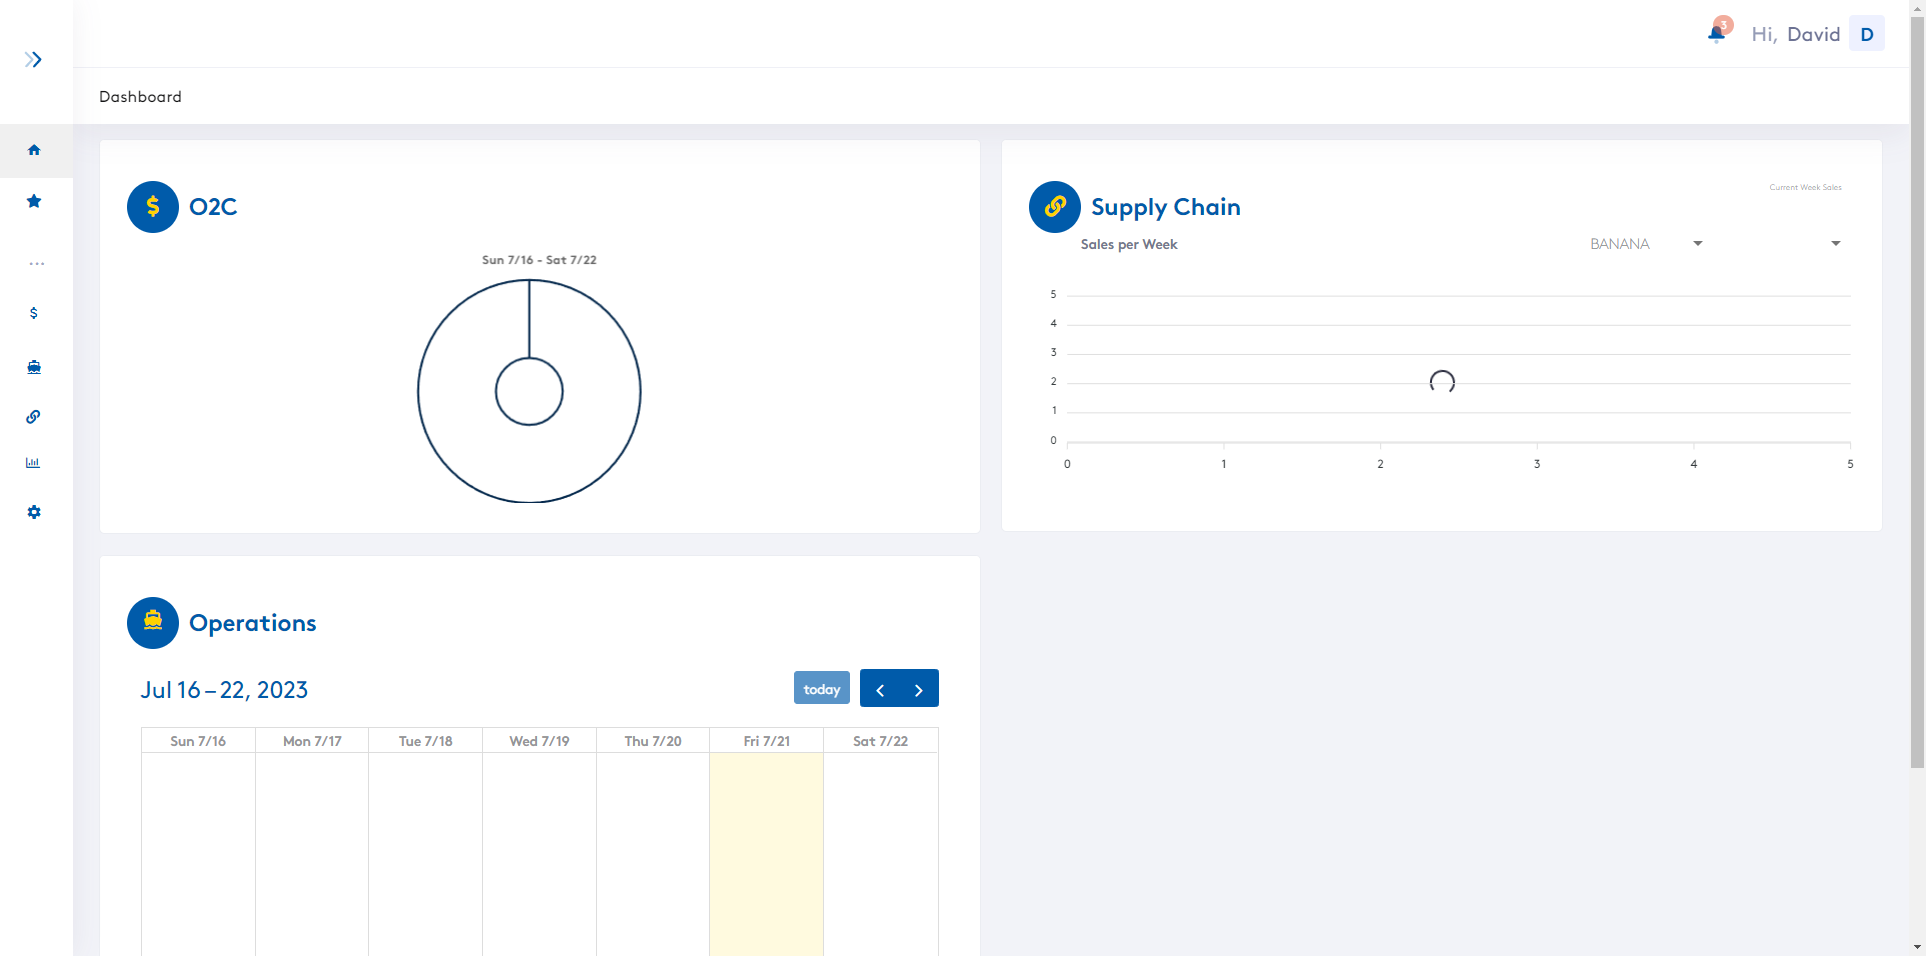 3
Hi, David
D
Dashboard
$
O2C
Sun 7/16 - Sat 7/22
Current Week Sales
Supply Chain
Sales per Week
BANANA
5
4
3
2
1
0
0 1 2 3 4 5
Operations
Jul 16 – 22, 2023
today
Sun 7/16 Mon 7/17 Tue 7/18 Wed 7/19 Thu 7/20 Fri 7/21 Sat 7/22